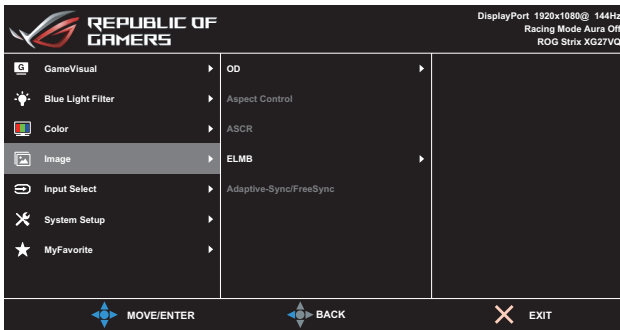 REPUBLIC OF
GAMERS
DisplayPort 1920x1080@ 144Hz
Racing Mode Aura Off
ROG Strix XG27VQ
G GameVisual
OD
Blue Light Filter
Aspect Control
Color
ASCR
Image
ELMB
Input Select
Adaptive-Sync/FreeSync
System Setup
MyFavorite
MOVE/ENTER
BACK
EXIT